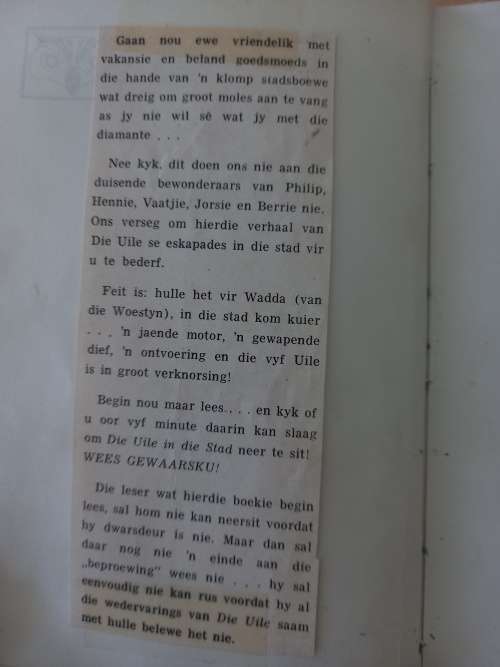 Gaan nou ewe vriendelik met
vakansie en beland goedsmoeds in
die hande van 'n klomp stadsboewe
wat dreig om groot moles aan te vang
as jy nie wil sê wat jy met die
diamante . . .
Nee kyk, dit doen ons nie aan die
duisende bewonderaars van Philip,
Hennie, Vaatjie, Jorsie en Berrie nie.
Ons verseg om hierdie verhaal van
Die Uile se eskapades in die stad vir
u te bederf.
Feit is: hulle het vir Wadda (van
die Woestyn), in die stad kom kuier
. . . 'n jaende motor, 'n gewapende
dief, 'n ontvoering en die vyf Uile
is in groot verknorsing!
Begin nou maar lees. . . . en kyk of
u oor vyf minute daarin kan slaag
om Die Uile in die Stad neer te sit!
WEES GEWAARSKU!
Die leser wat hierdie boekie begin
lees, sal hom nie kan neersit voordat
hy dwarsdeur is nie. Maar dan sal
daar nog nie 'n einde aan die
„beproewing" wees nie . . . hy sal
eenvoudig nie kan rus voordat hy al
die wedervarings van Die Uile saam
met hulle belewe het nie.